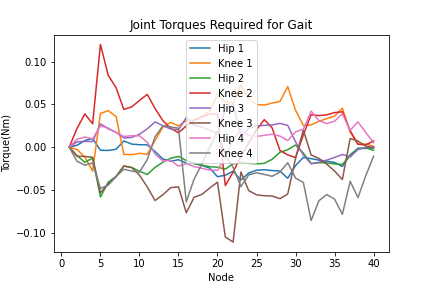 Joint Torques Required for Gait
Torque(Nm)
0.10
0.05
0.00
−0.05
−0.10
Hip 1
Knee 1
Hip 2
Knee 2
Hip 3
Knee 3
Hip 4
Knee 4
0
5
10
15
20
25
30
35
40
Node